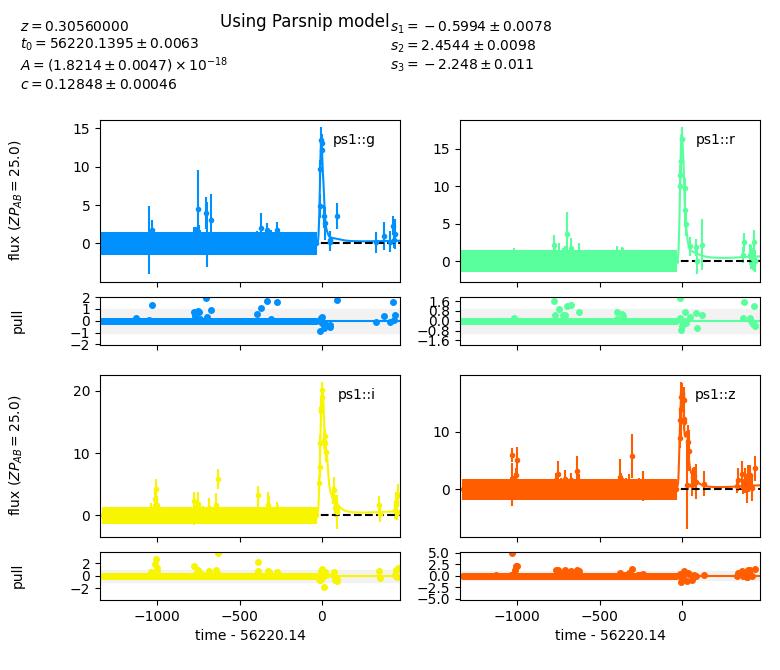 Using Parsnip model
z = 0.30560000
t₀ = 56220.1395 ± 0.0063
A = (1.8214 ± 0.0047) × 10⁻¹⁸
c = 0.12848 ± 0.00046
s₁ = −0.5994 ± 0.0078
s₂ = 2.4544 ± 0.0098
s₃ = −2.248 ± 0.011
flux (ZP_AB = 25.0)
15
10
5
0
ps1::g
15
10
5
0
ps1::r
pull
2
1
0
−1
−2
1.6
0.8
0.0
−0.8
−1.6
flux (ZP_AB = 25.0)
20
10
0
ps1::i
10
0
ps1::z
pull
2
0
−2
5.0
2.5
0.0
−2.5
−5.0
−1000 −500 0
−1000 −500 0
time - 56220.14
time - 56220.14